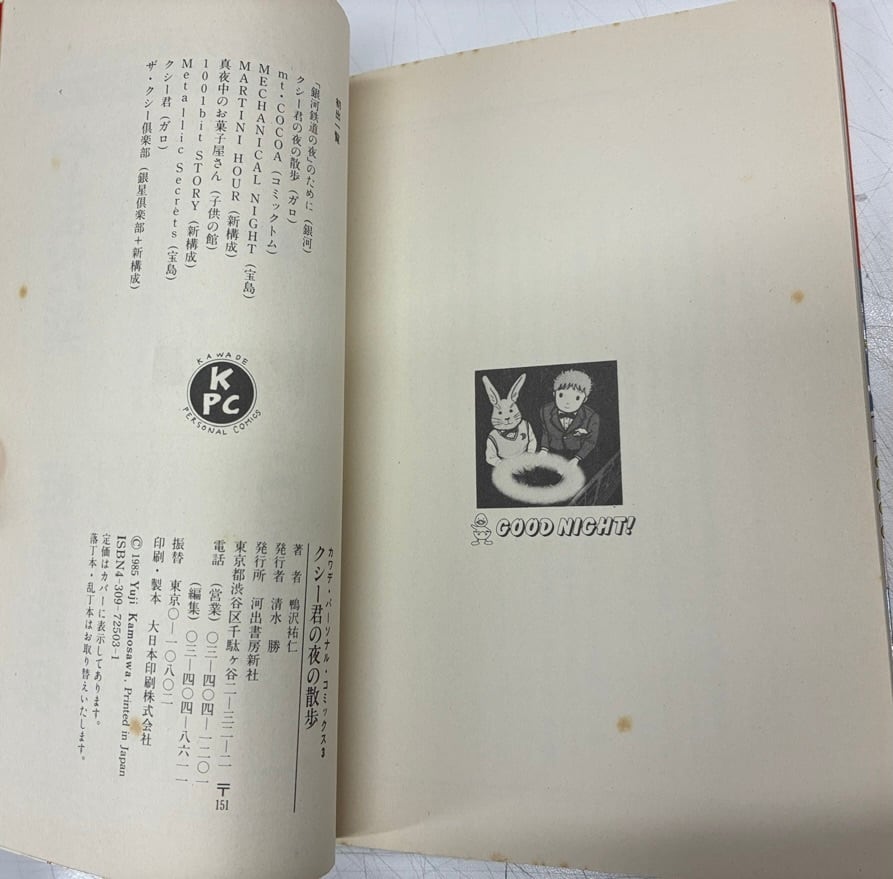 初出一覧
「銀河鉄道の夜」のために（銀河）
クシー君の夜の散歩（ガロ）
mt・COCOA（コミックトム）
MECHANICAL NIGHT（宝島）
MARTINI HOUR（新構成）
真夜中のお菓子屋さん（子供の館）
1001bit STORY（新構成）
Metallic Secrets（宝島）
クシー君（ガロ）
ザ・クシー倶楽部（銀星倶楽部＋新構成）
KAWADE
KPC
PERSONAL COMICS
カワデ・パーソナル・コミックス3
クシー君の夜の散歩
著者 鴨沢祐仁
発行者 清水 勝
発行所 河出書房新社
東京都渋谷区千駄ヶ谷二―三二―二 〒151
電話（営業）〇三―四〇四―一二〇一
（編集）〇三―四〇四―八六一一
振替 東京〇―一〇八〇二
印刷・製本 大日本印刷株式会社
©1985 Yuji Kamosawa, Printed in Japan
ISBN4-309-72503-1
定価はカバーに表示してあります。
落丁本・乱丁本はお取り替えいたします。
GOOD NIGHT!